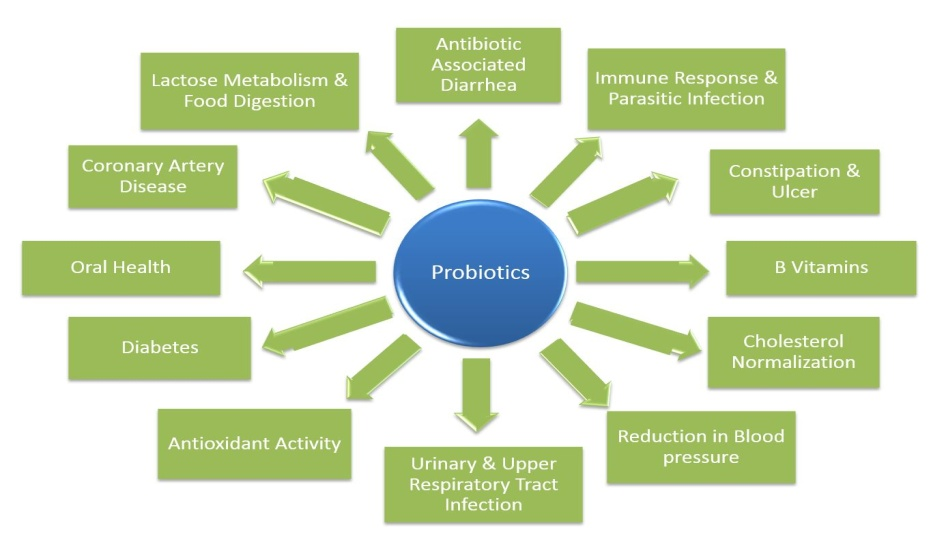 Antibiotic
Associated
Diarrhea
Immune Response &
Parasitic Infection
Constipation &
Ulcer
B Vitamins
Cholesterol
Normalization
Reduction in Blood
pressure
Urinary & Upper
Respiratory Tract
Infection
Antioxidant Activity
Diabetes
Oral Health
Coronary Artery
Disease
Lactose Metabolism &
Food Digestion
Probiotics